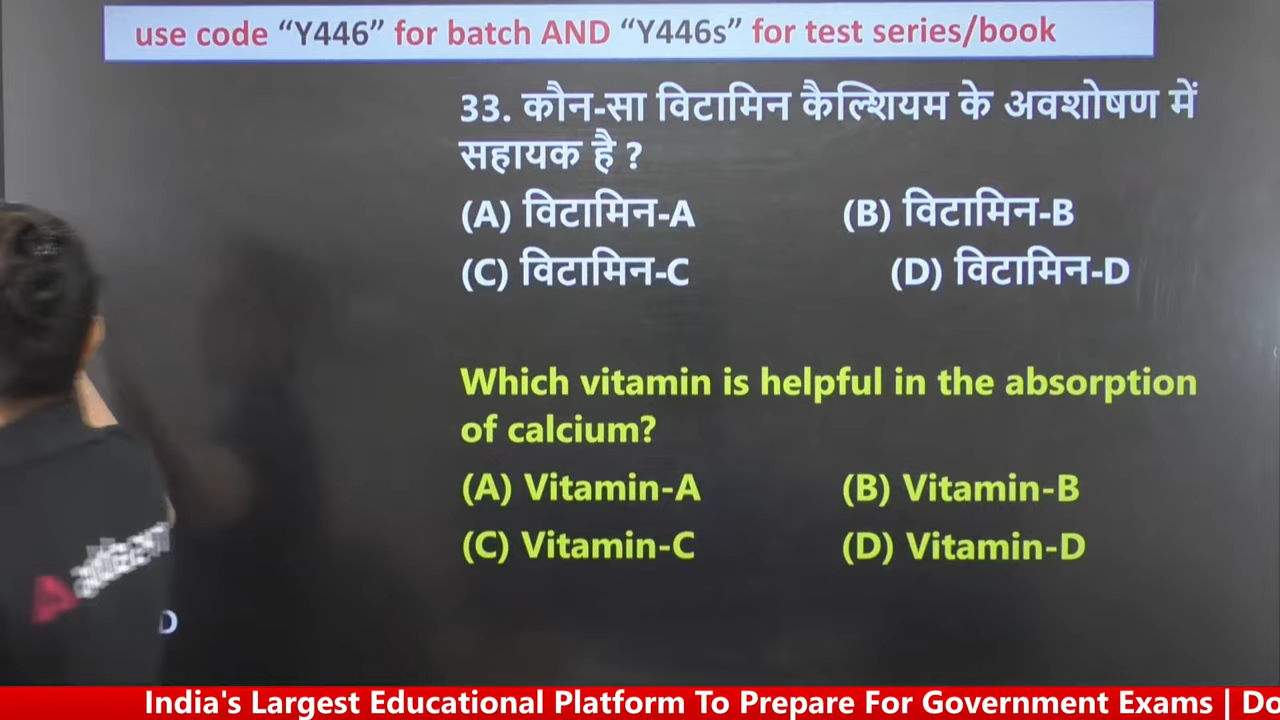 use code “Y446” for batch AND “Y446s” for test series/book
33. कौन-सा विटामिन कैल्शियम के अवशोषण में
सहायक है ?
(A) विटामिन-A (B) विटामिन-B
(C) विटामिन-C (D) विटामिन-D
Which vitamin is helpful in the absorption
of calcium?
(A) Vitamin-A (B) Vitamin-B
(C) Vitamin-C (D) Vitamin-D
D
India's Largest Educational Platform To Prepare For Government Exams |